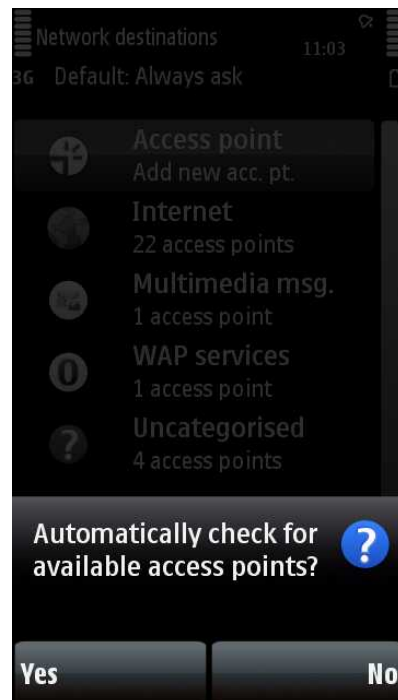 Network destinations
11:03
3G Default: Always ask
Access point
Add new acc. pt.
Internet
22 access points
Multimedia msg.
1 access point
WAP services
1 access point
Uncategorised
4 access points
Automatically check for
available access points?
Yes No